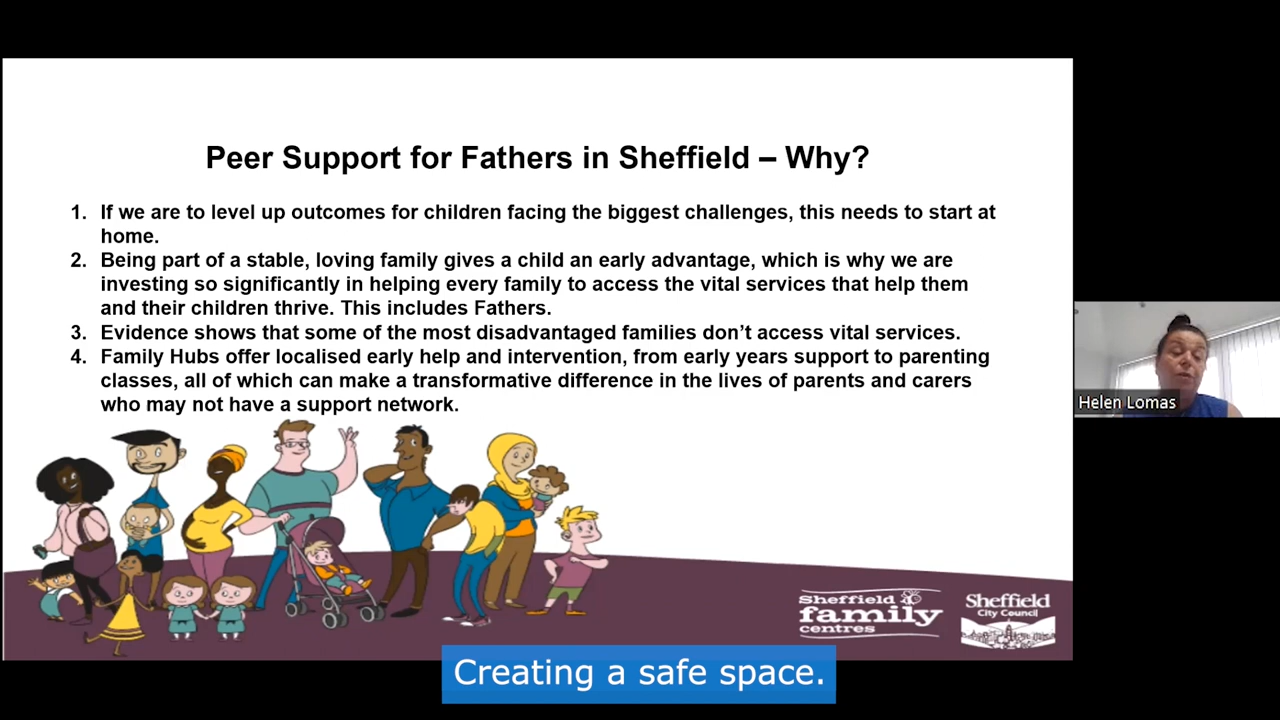 Peer Support for Fathers in Sheffield – Why?
1. If we are to level up outcomes for children facing the biggest challenges, this needs to start at
home.
2. Being part of a stable, loving family gives a child an early advantage, which is why we are
investing so significantly in helping every family to access the vital services that help them
and their children thrive. This includes Fathers.
3. Evidence shows that some of the most disadvantaged families don’t access vital services.
4. Family Hubs offer localised early help and intervention, from early years support to parenting
classes, all of which can make a transformative difference in the lives of parents and carers
who may not have a support network.
Helen Lomas
Sheffield
family
centres
Sheffield
City Council
Creating a safe space.